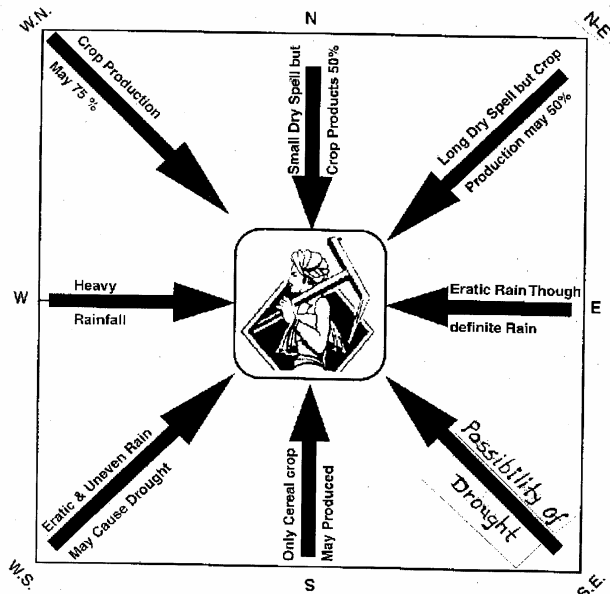 W.N.
N
N-E
Crop Production
May 75 %
Small Dry Spell but
Crop Products 50%
Long Dry Spell but Crop
Production may 50%
W
Heavy
Rainfall
Eratic Rain Though
definite Rain
E
Eratic & Uneven Rain
May Cause Drought
Only Cereal crop
May Produced
Possibility of
Drought
W.S.
S
S.E.